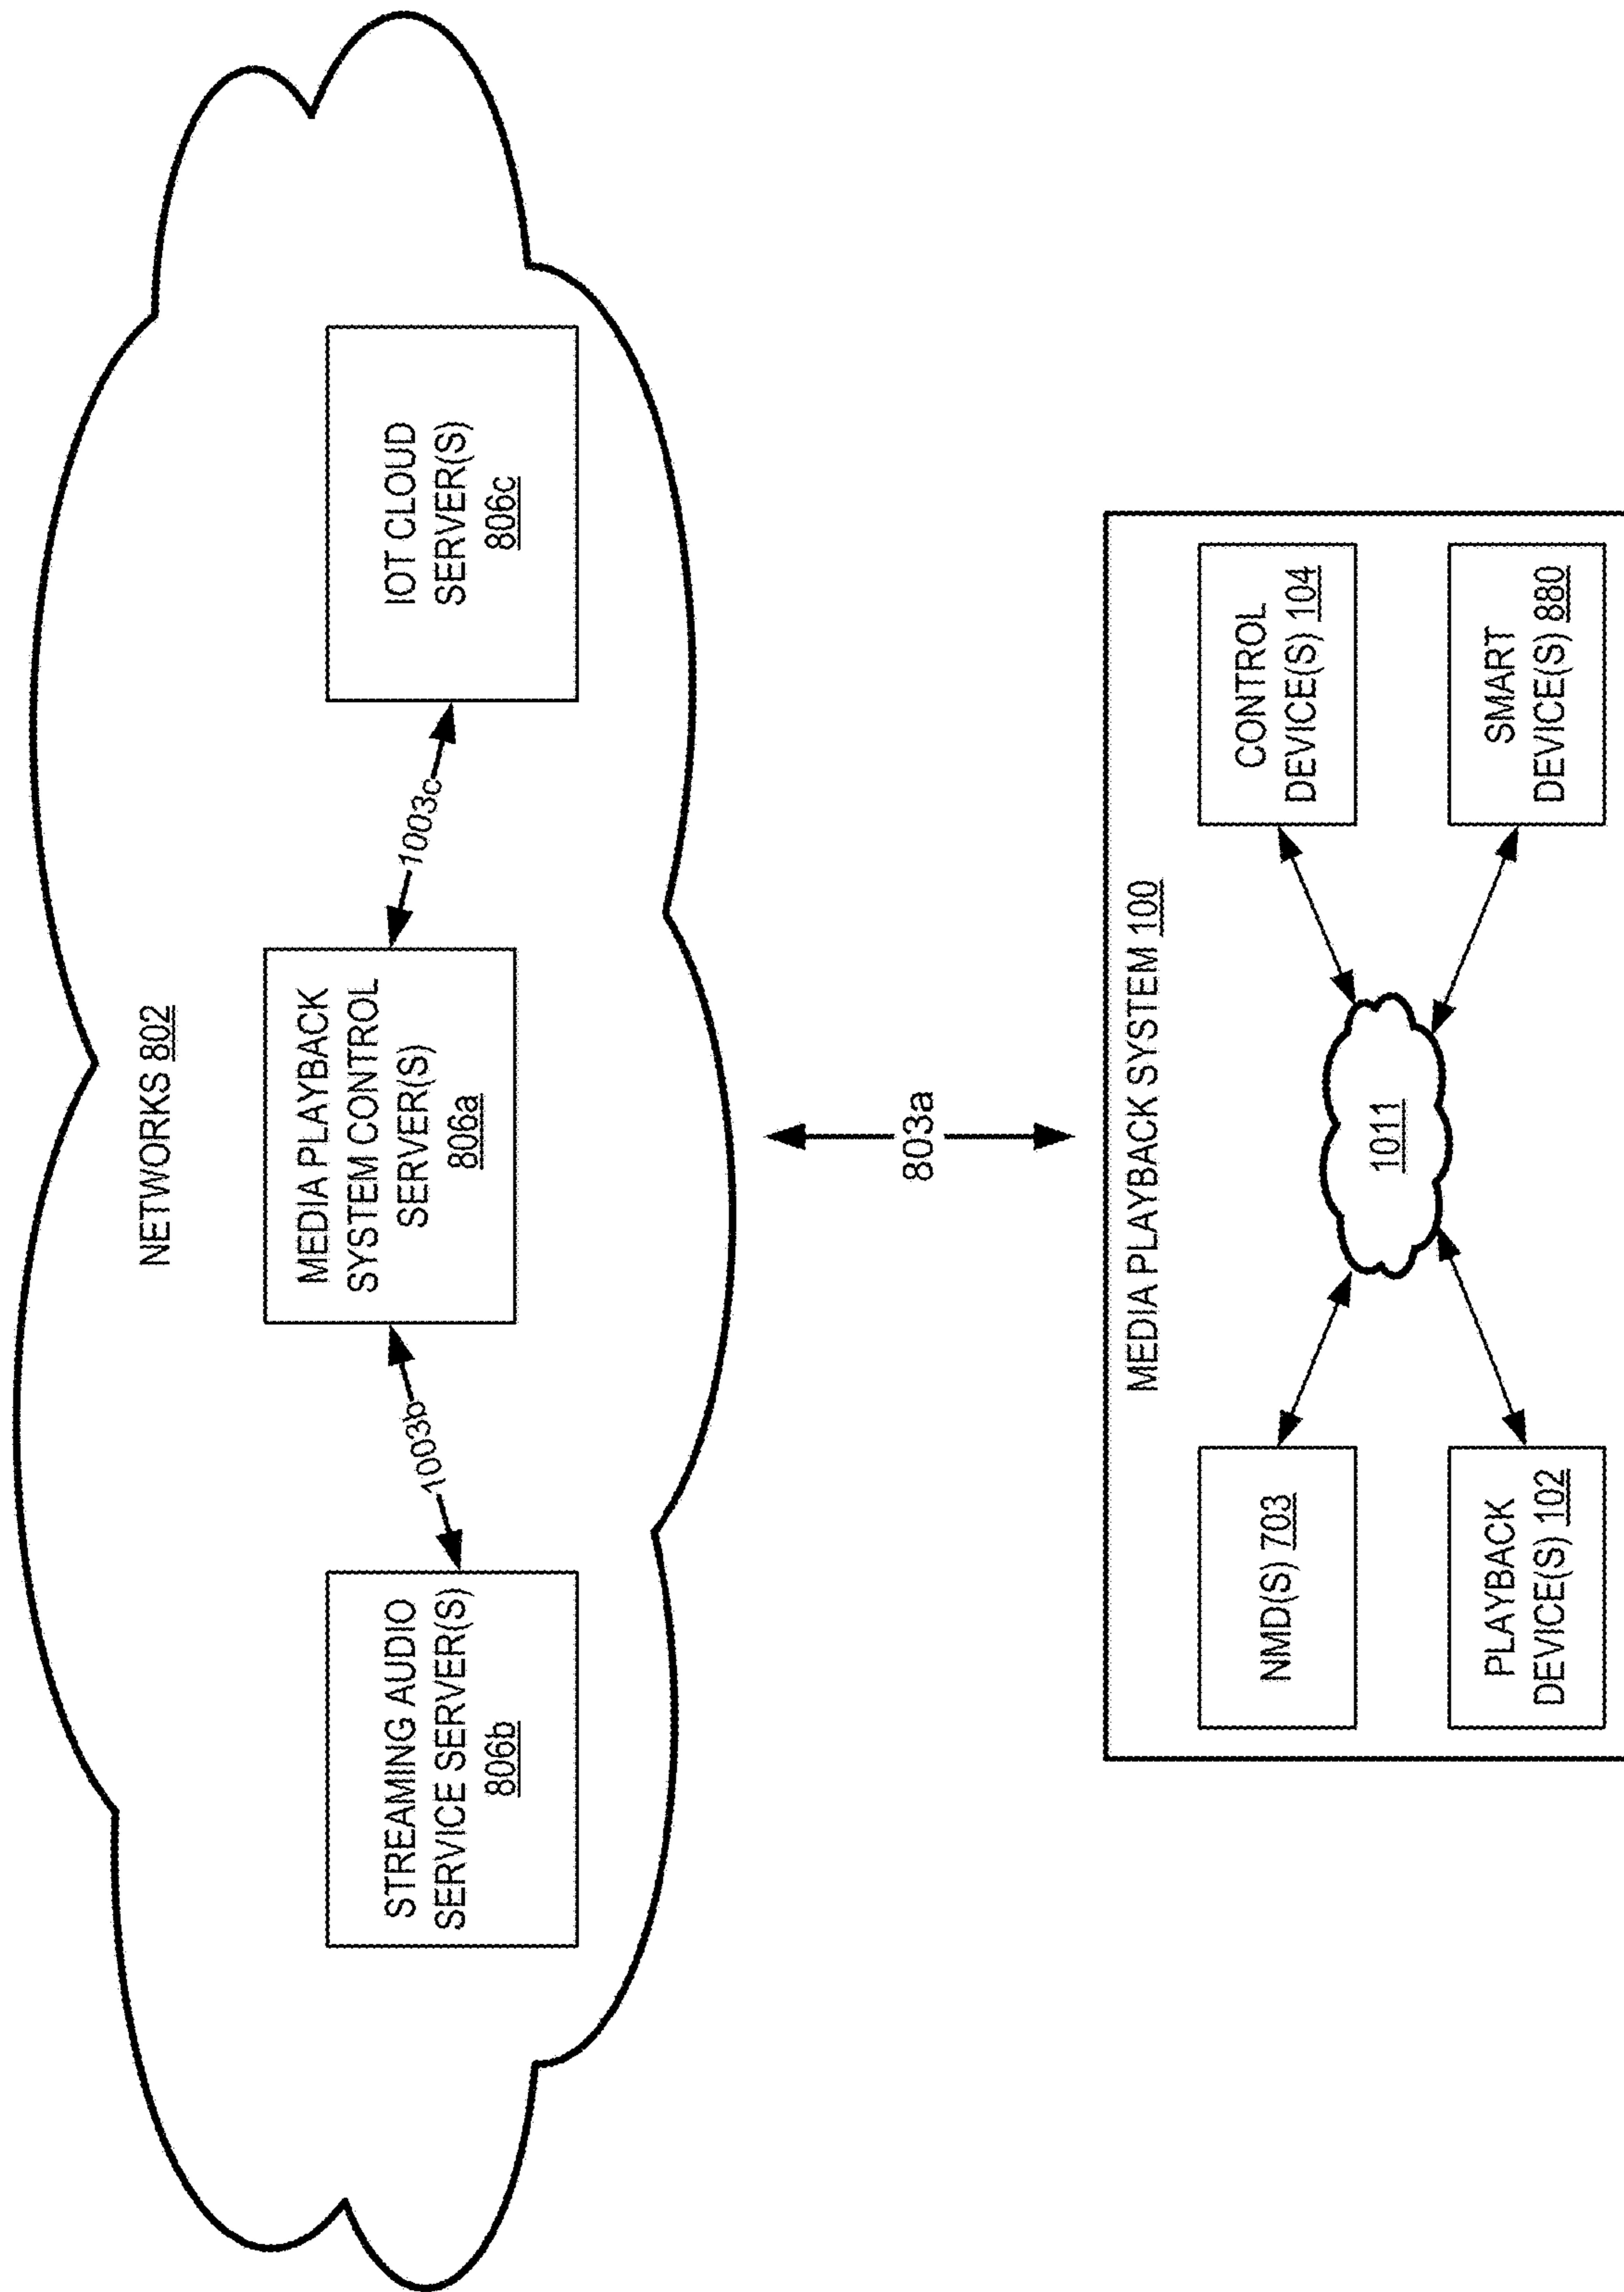 NETWORKS 802
STREAMING AUDIO
SERVICE SERVER(S)
806b
1003b
MEDIA PLAYBACK
SYSTEM CONTROL
SERVER(S)
806a
1003c
IOT CLOUD
SERVER(S)
806c
803a
MEDIA PLAYBACK SYSTEM 100
NMD(S) 703
CONTROL
DEVICE(S) 104
1011
PLAYBACK
DEVICE(S) 102
SMART
DEVICE(S) 880